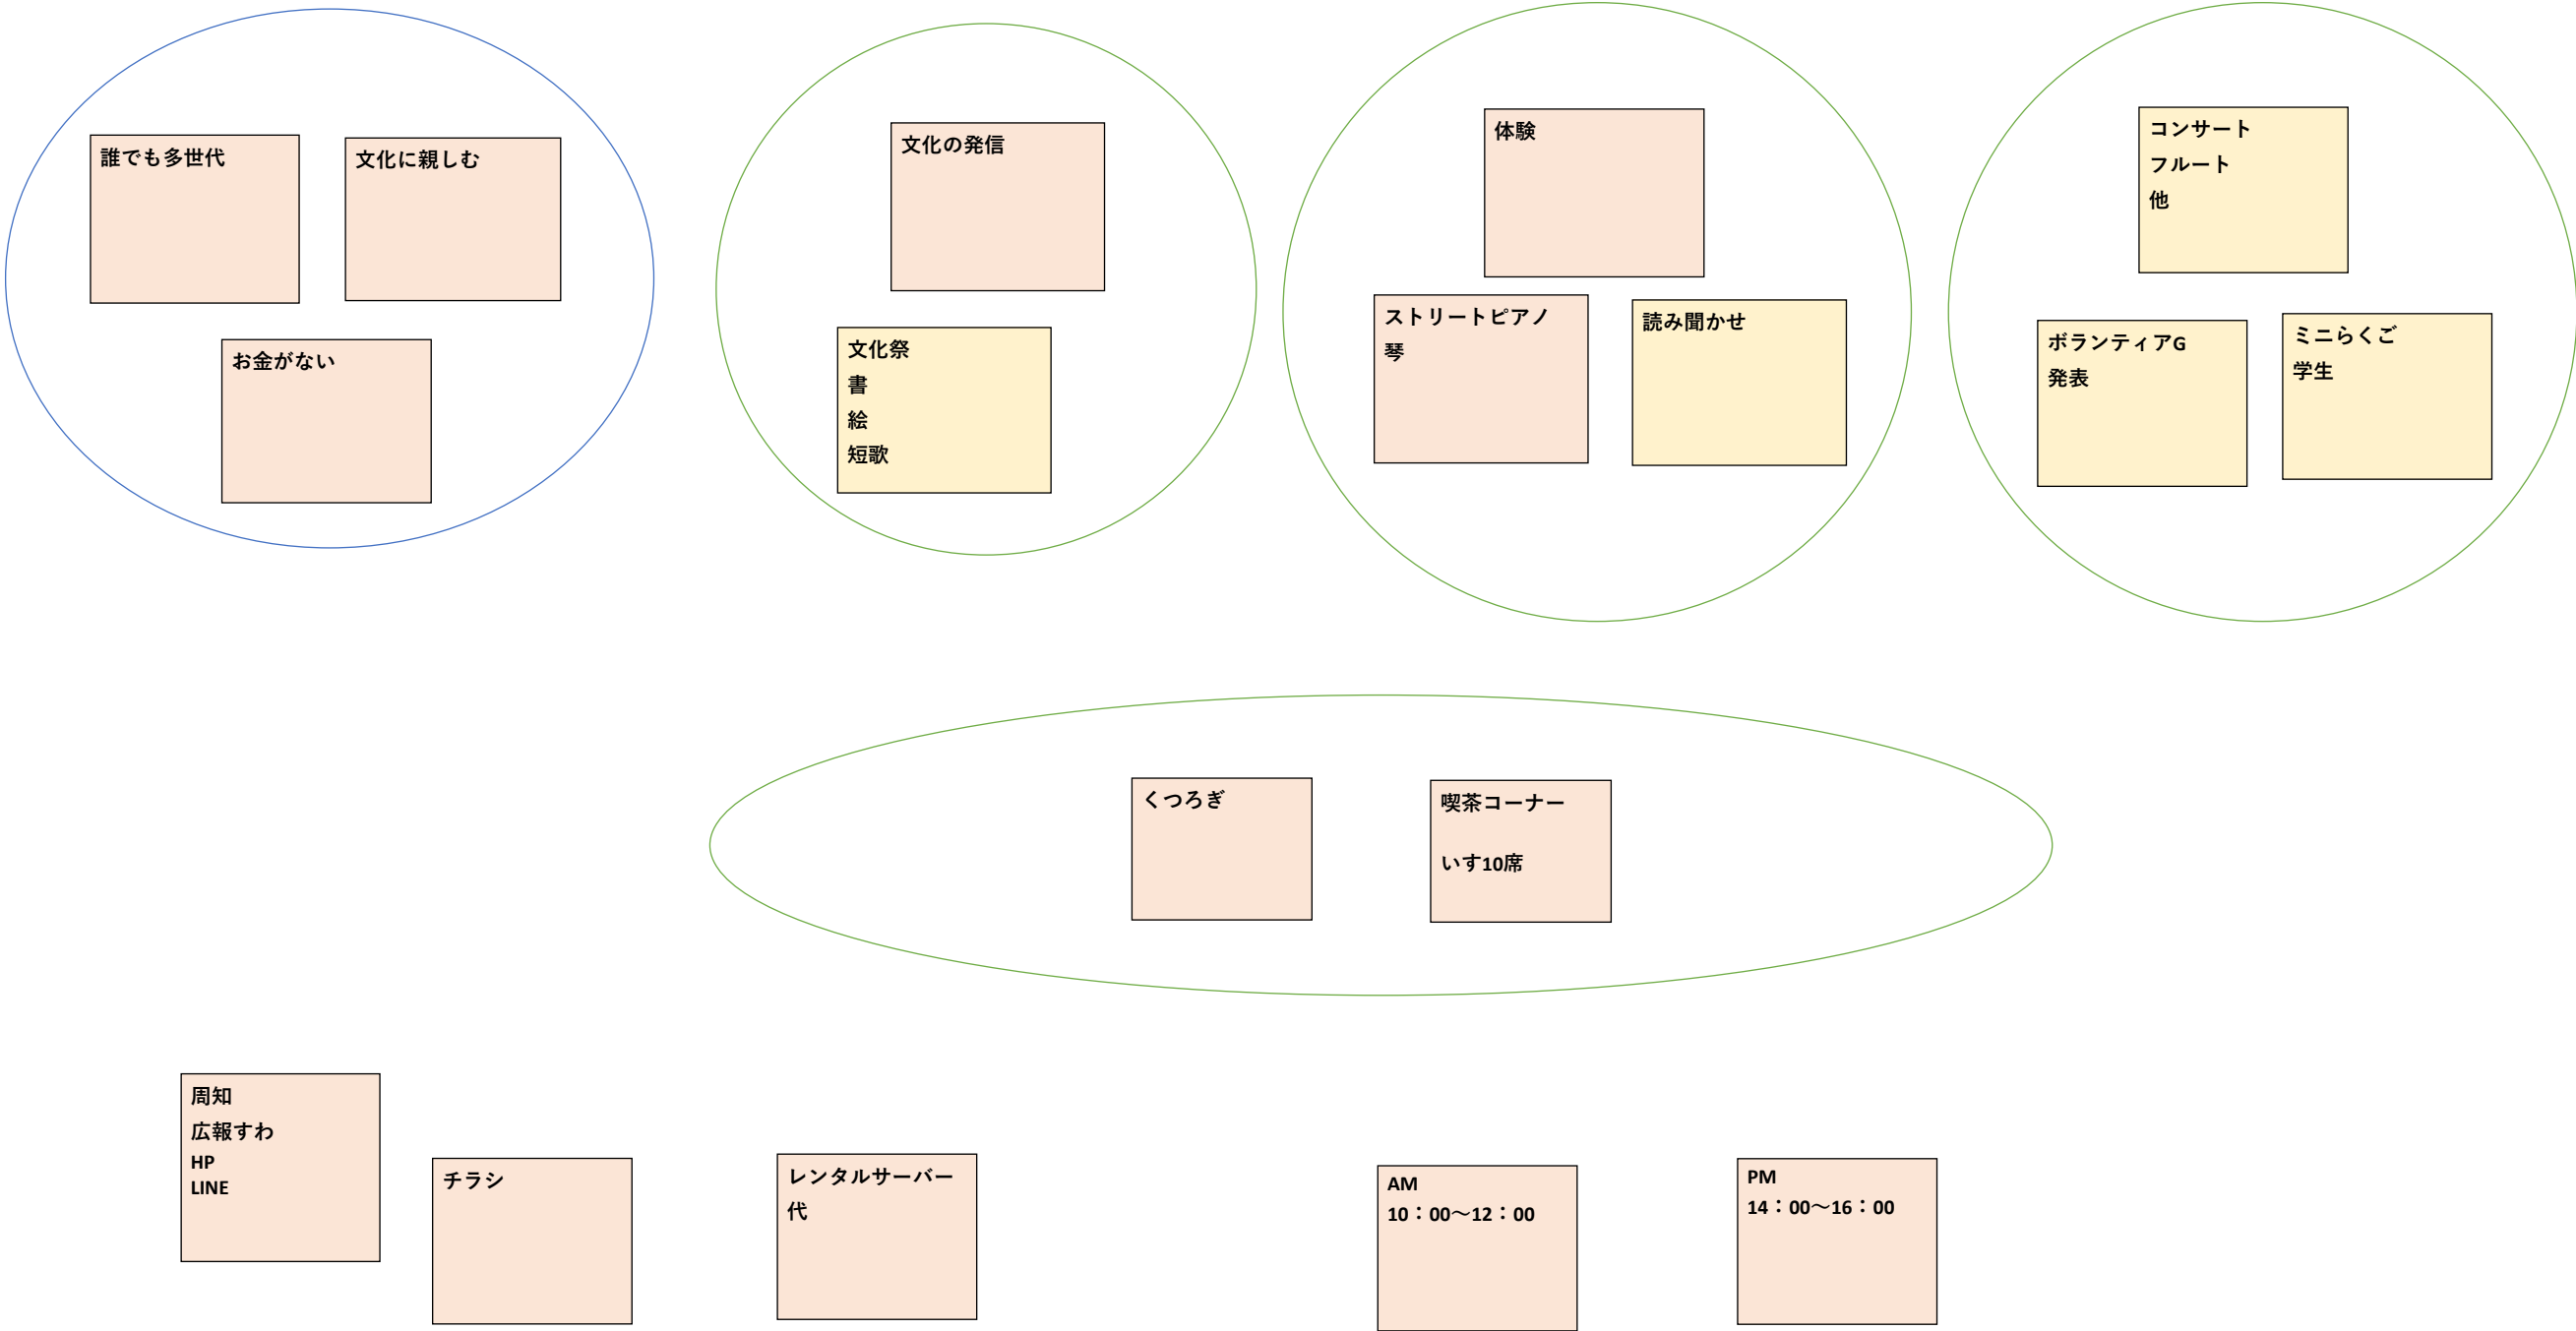 誰でも多世代
文化に親しむ
お金がない
文化の発信
文化祭
書
絵
短歌
体験
ストリートピアノ
琴
読み聞かせ
コンサート
フルート
他
ボランティアG
発表
ミニらくご
学生
くつろぎ
喫茶コーナー
いす10席
周知
広報すわ
HP
LINE
チラシ
レンタルサーバー
代
AM
10：00～12：00
PM
14：00～16：00